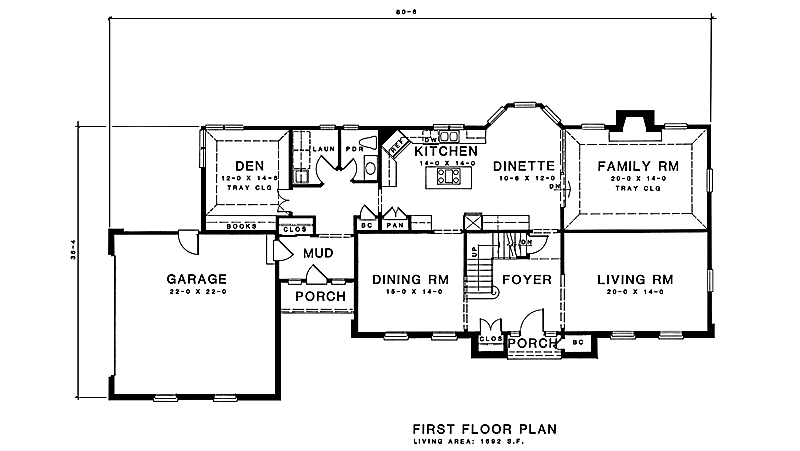 80-6
36-4
DEN
12-0 X 14-6
TRAY CLG
BOOKS
LAUN
PDR
REF
DW
KITCHEN
14-0 X 14-0
DINETTE
10-6 X 12-0
DN
FAMILY RM
20-0 X 14-0
TRAY CLG
CLOS
BC
PAN
MUD
GARAGE
22-0 X 22-0
PORCH
DINING RM
15-0 X 14-0
UP
DN
FOYER
LIVING RM
20-0 X 14-0
CLOS
PORCH
BC
FIRST FLOOR PLAN
LIVING AREA: 1692 S.F.